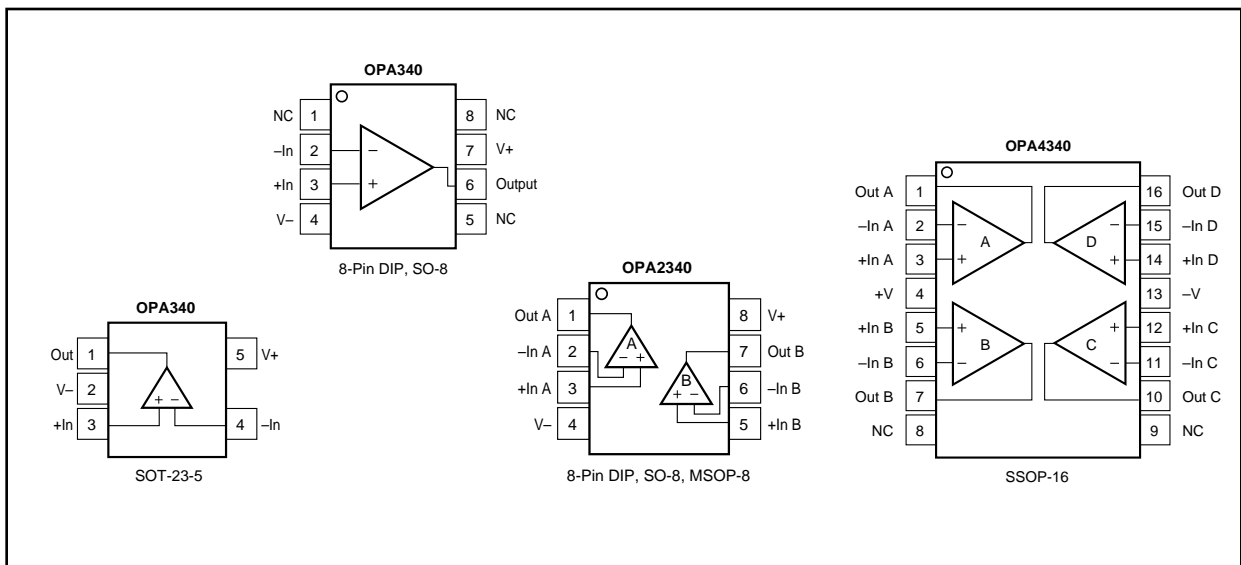 OPA340
NC 1 8 NC
–In 2 – 7 V+
+In 3 + 6 Output
V– 4 5 NC
8-Pin DIP, SO-8
OPA340
Out 1 5 V+
V– 2
+In 3 + – 4 –In
SOT-23-5
OPA2340
Out A 1 8 V+
–In A 2 A – + 7 Out B
+In A 3 B + – 6 –In B
V– 4 5 +In B
8-Pin DIP, SO-8, MSOP-8
OPA4340
Out A 1 16 Out D
–In A 2 – – 15 –In D
A D
+In A 3 + + 14 +In D
+V 4 13 –V
+In B 5 + + 12 +In C
B C
–In B 6 – – 11 –In C
Out B 7 10 Out C
NC 8 9 NC
SSOP-16